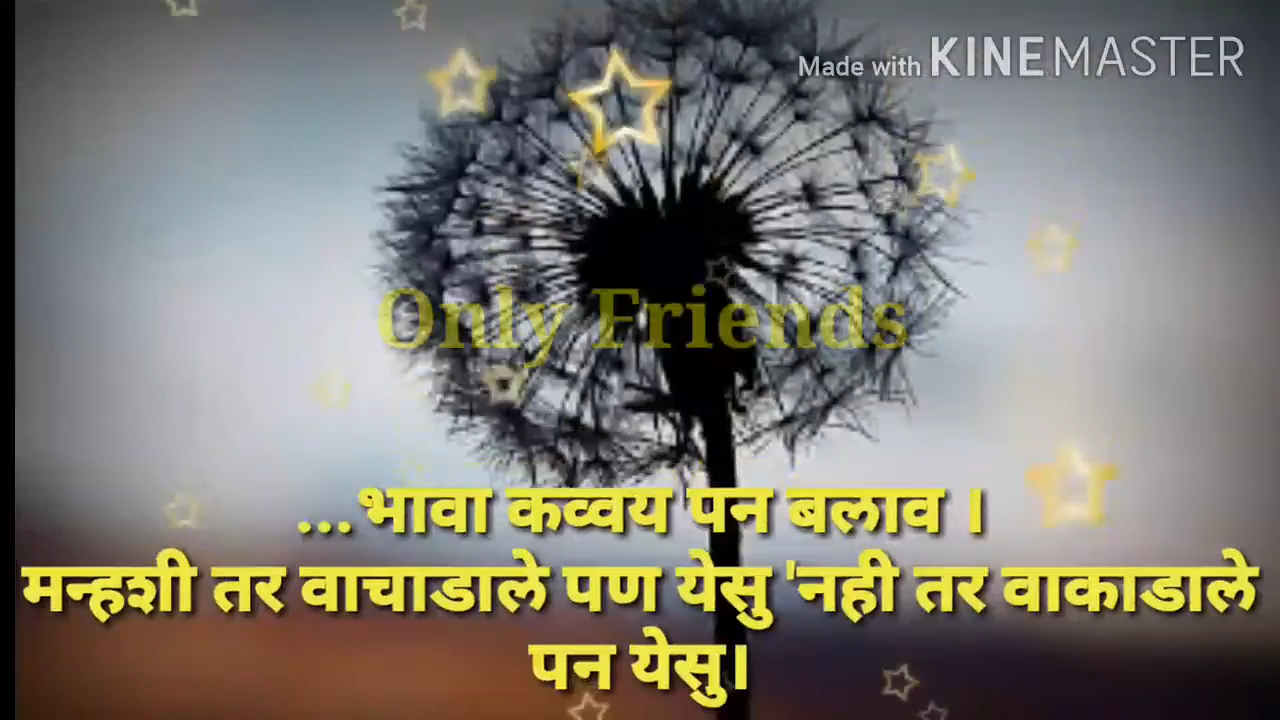 Made with KINEMASTER
Only Friends
...भावा कव्वय पन बलाव ।
मन्हशी तर वाचाडाले पण येसु 'नही तर वाकाडाले
पन येसु।